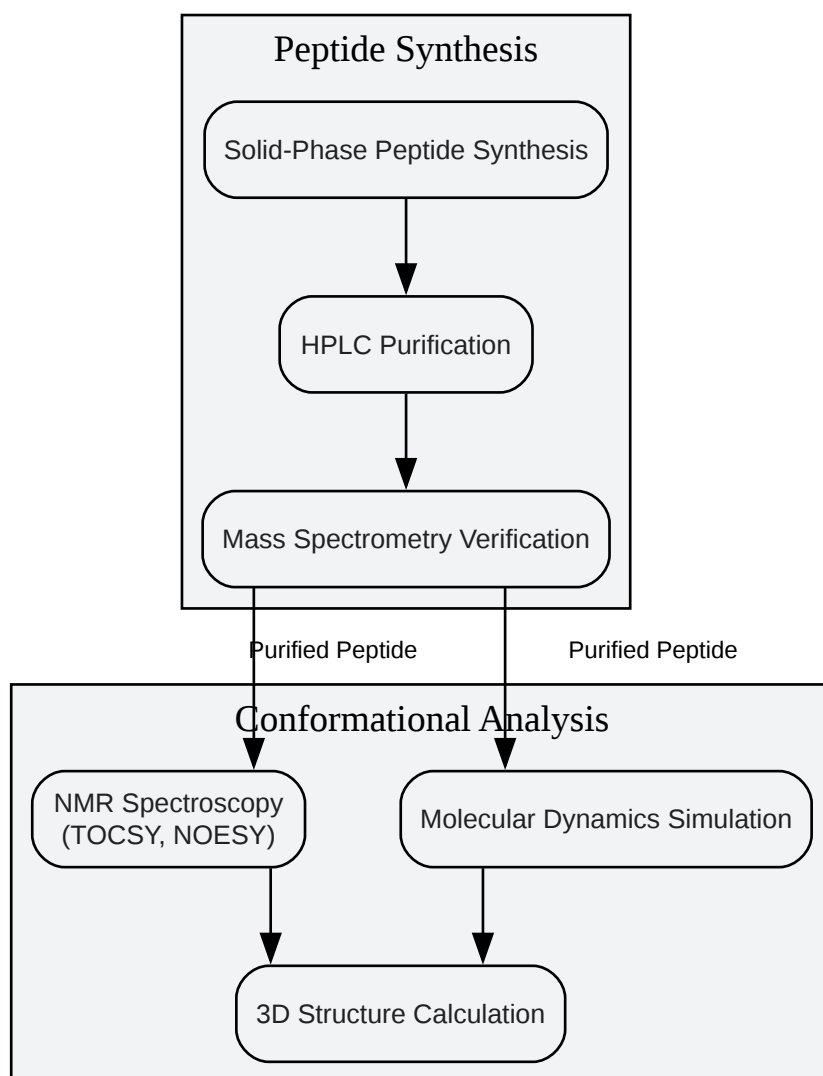 Peptide Synthesis
Solid-Phase Peptide Synthesis
HPLC Purification
Mass Spectrometry Verification
Purified Peptide
Purified Peptide
Conformational Analysis
NMR Spectroscopy
(TOCSY, NOESY)
Molecular Dynamics Simulation
3D Structure Calculation